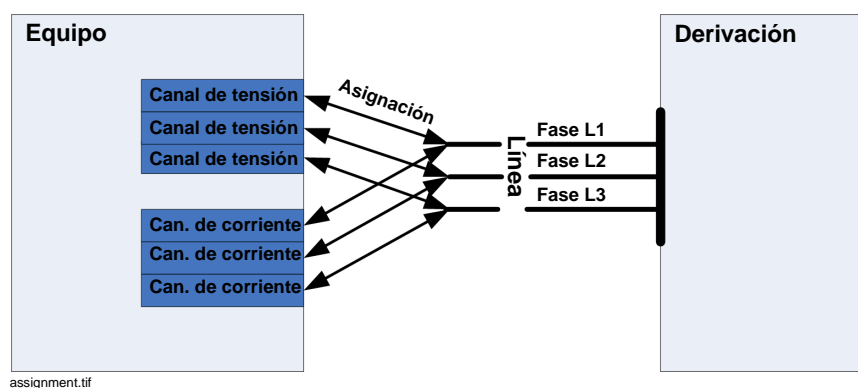 Equipo
Derivación
Canal de tensión
Canal de tensión
Canal de tensión
Asignación
Can. de corriente
Can. de corriente
Can. de corriente
Línea
Fase L1
Fase L2
Fase L3
assignment.tif